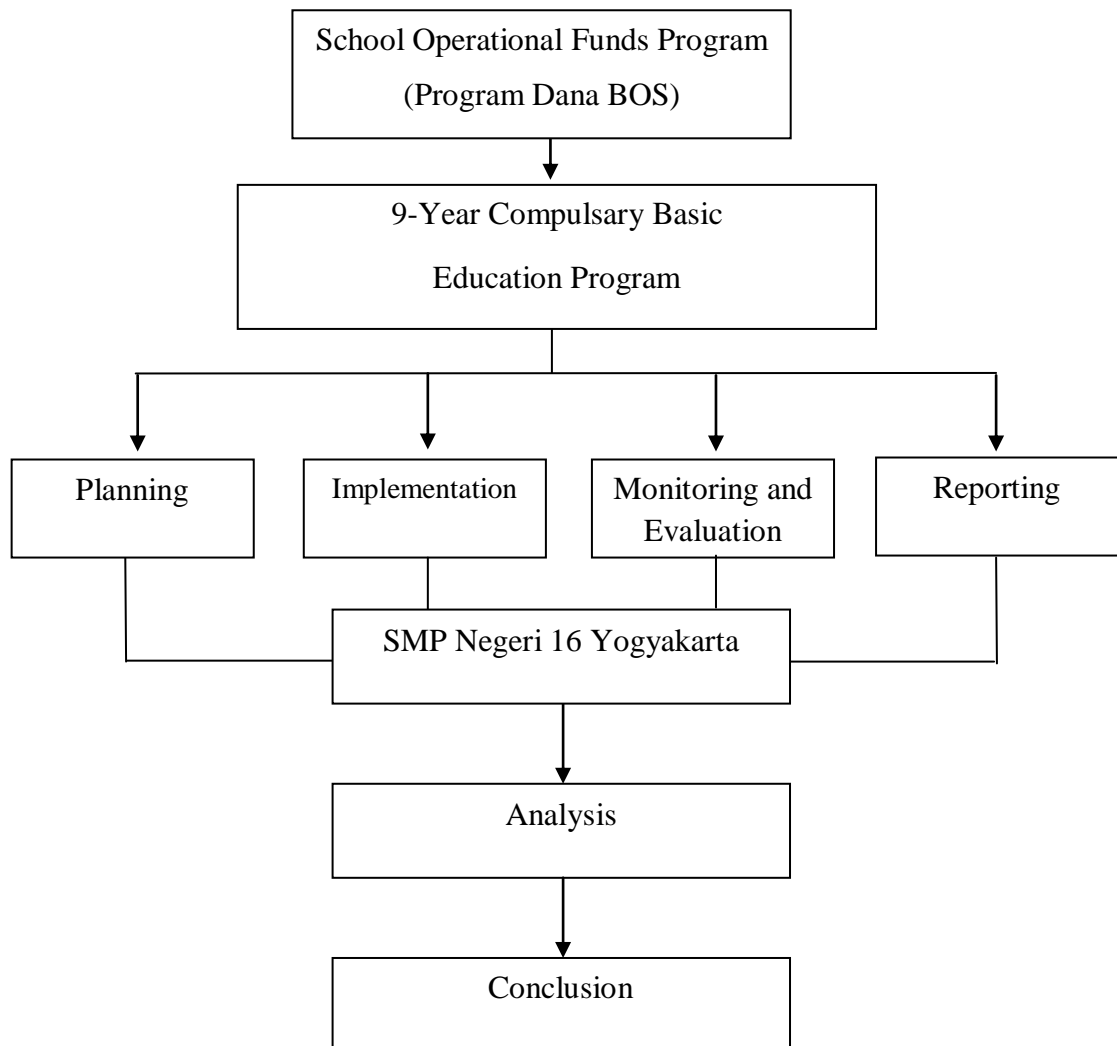 School Operational Funds Program
(Program Dana BOS)
9-Year Compulsary Basic
Education Program
Planning
Implementation
Monitoring and
Evaluation
Reporting
SMP Negeri 16 Yogyakarta
Analysis
Conclusion